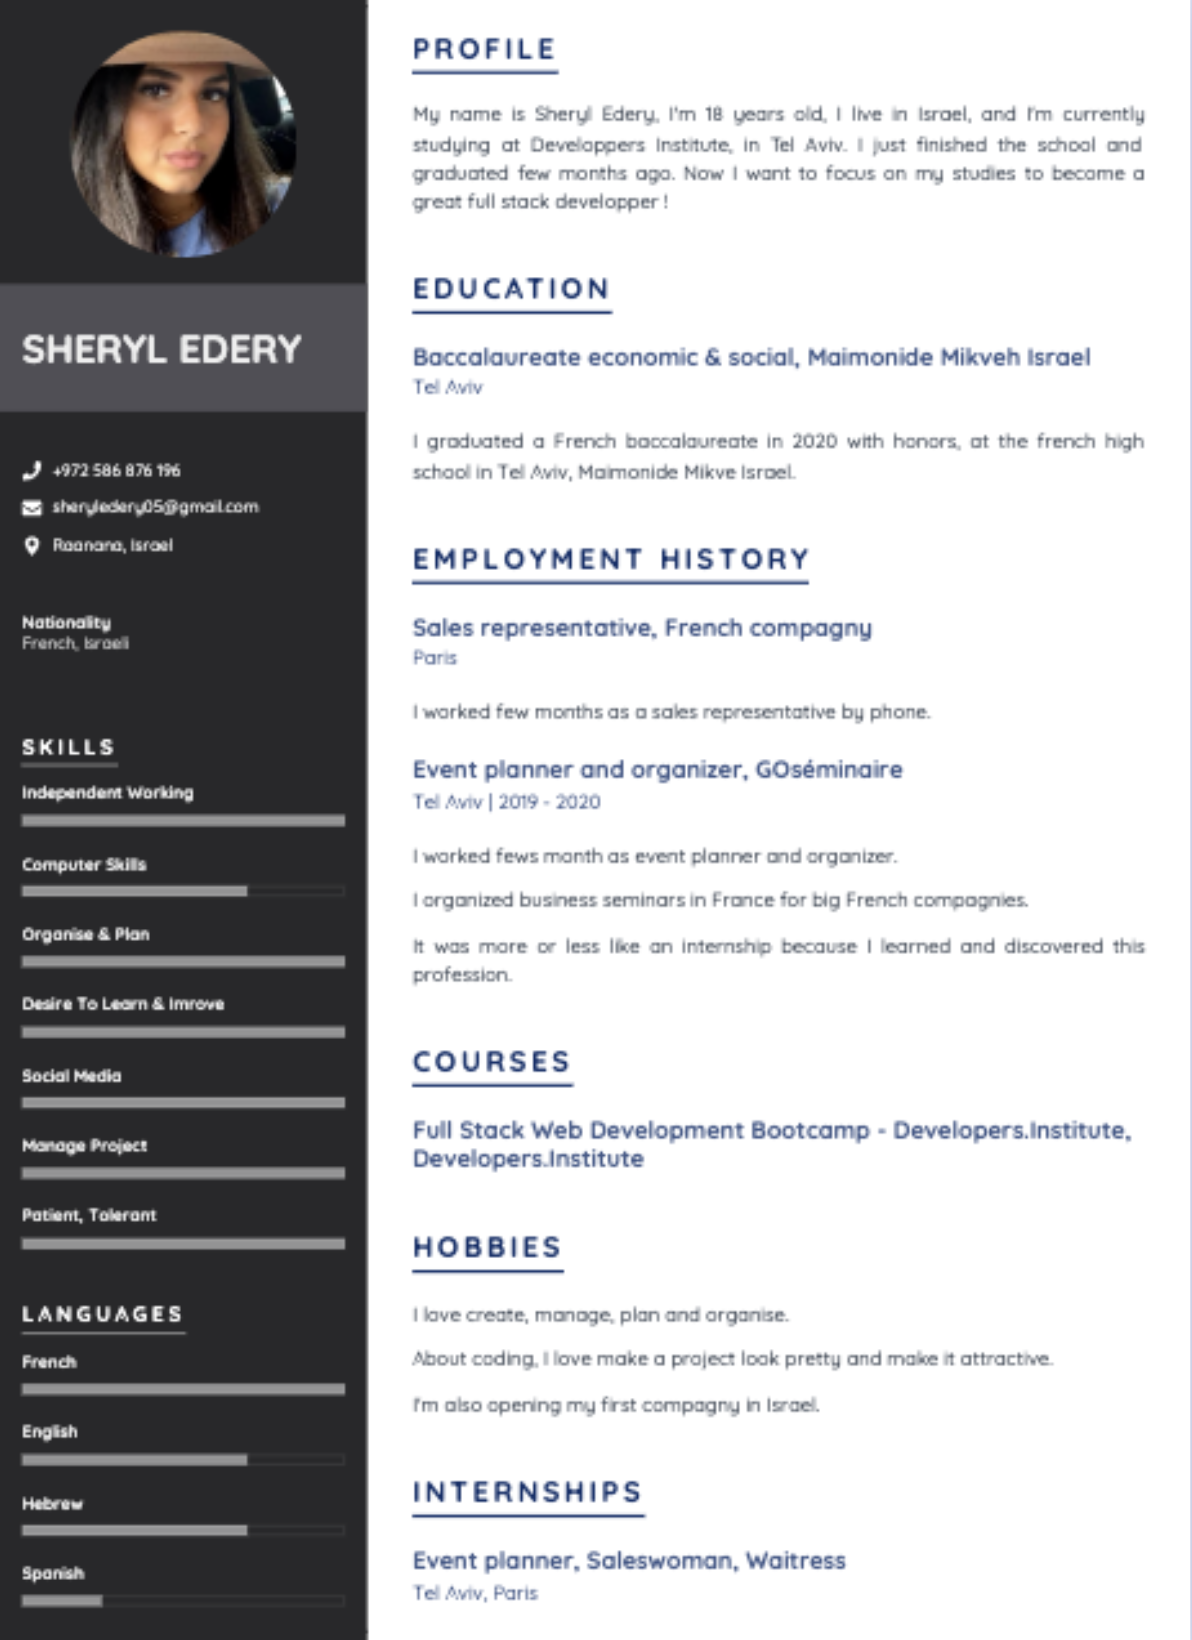 SHERYL EDERY
+972 586 876 196
sheryledery05@gmail.com
Raanana, Israel
Nationality
French, Israeli
SKILLS
Independent Working
Computer Skills
Organise & Plan
Desire To Learn & Imrove
Social Media
Manage Project
Patient, Tolerant
LANGUAGES
French
English
Hebrew
Spanish
PROFILE
My name is Sheryl Edery, I'm 18 years old, I live in Israel, and I'm currently
studying at Developpers Institute, in Tel Aviv. I just finished the school and
graduated few months ago. Now I want to focus on my studies to become a
great full stack developper !
EDUCATION
Baccalaureate economic & social, Maimonide Mikveh Israel
Tel Aviv
I graduated a French baccalaureate in 2020 with honors, at the french high
school in Tel Aviv, Maimonide Mikve Israel.
EMPLOYMENT HISTORY
Sales representative, French compagny
Paris
I worked few months as a sales representative by phone.
Event planner and organizer, GOséminaire
Tel Aviv | 2019 - 2020
I worked fews month as event planner and organizer.
I organized business seminars in France for big French compagnies.
It was more or less like an internship because I learned and discovered this
profession.
COURSES
Full Stack Web Development Bootcamp - Developers.Institute,
Developers.Institute
HOBBIES
I love create, manage, plan and organise.
About coding, I love make a project look pretty and make it attractive.
I'm also opening my first compagny in Israel.
INTERNSHIPS
Event planner, Saleswoman, Waitress
Tel Aviv, Paris